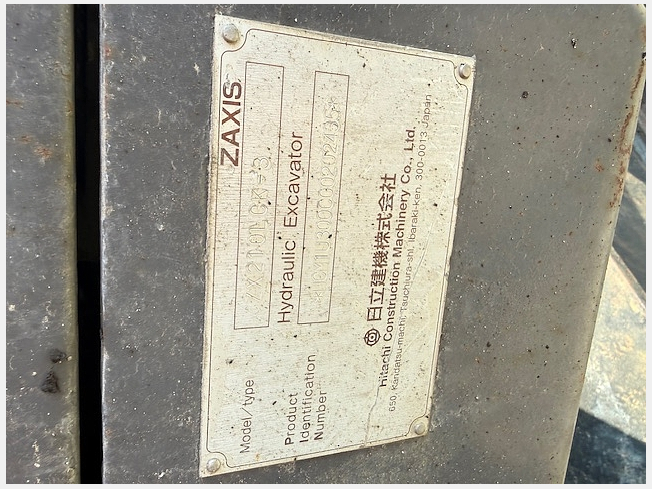 ZAXIS
Model/type
Hydraulic Excavator
Product
Identification
Number
日立建機株式会社
Hitachi Construction Machinery Co., Ltd.
650, Kandatsu-machi, Tsuchiura-shi, Ibaraki-ken, 300-0013 Japan